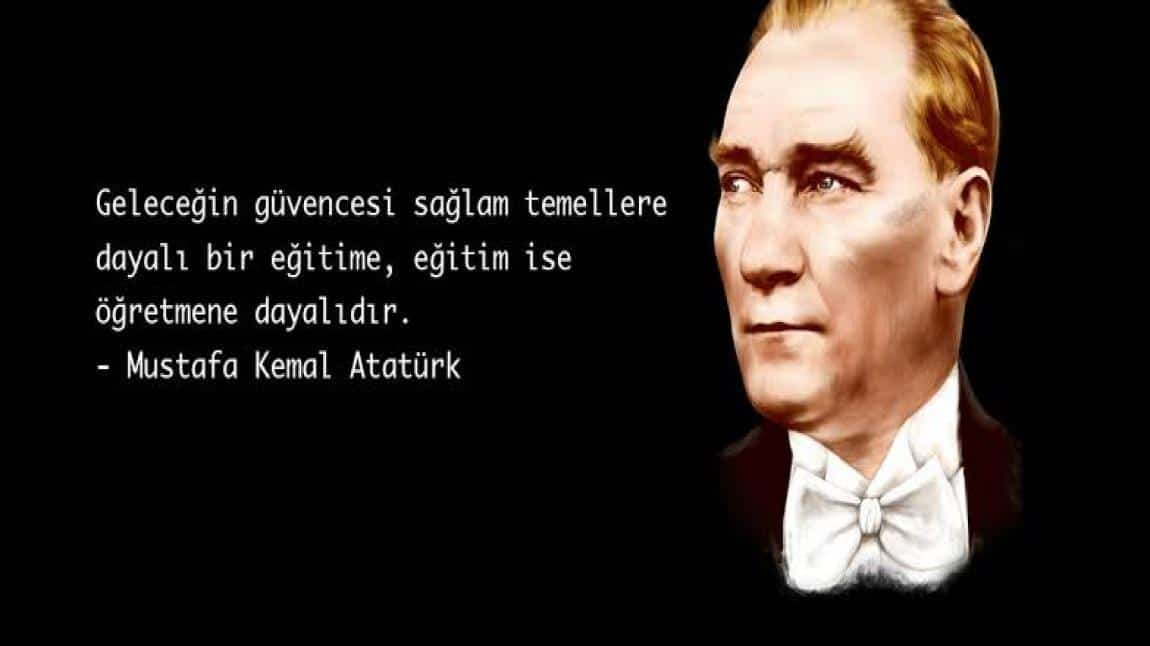 Geleceğin güvencesi sağlam temellere
dayalı bir eğitime, eğitim ise
öğretmene dayalıdır.
- Mustafa Kemal Atatürk